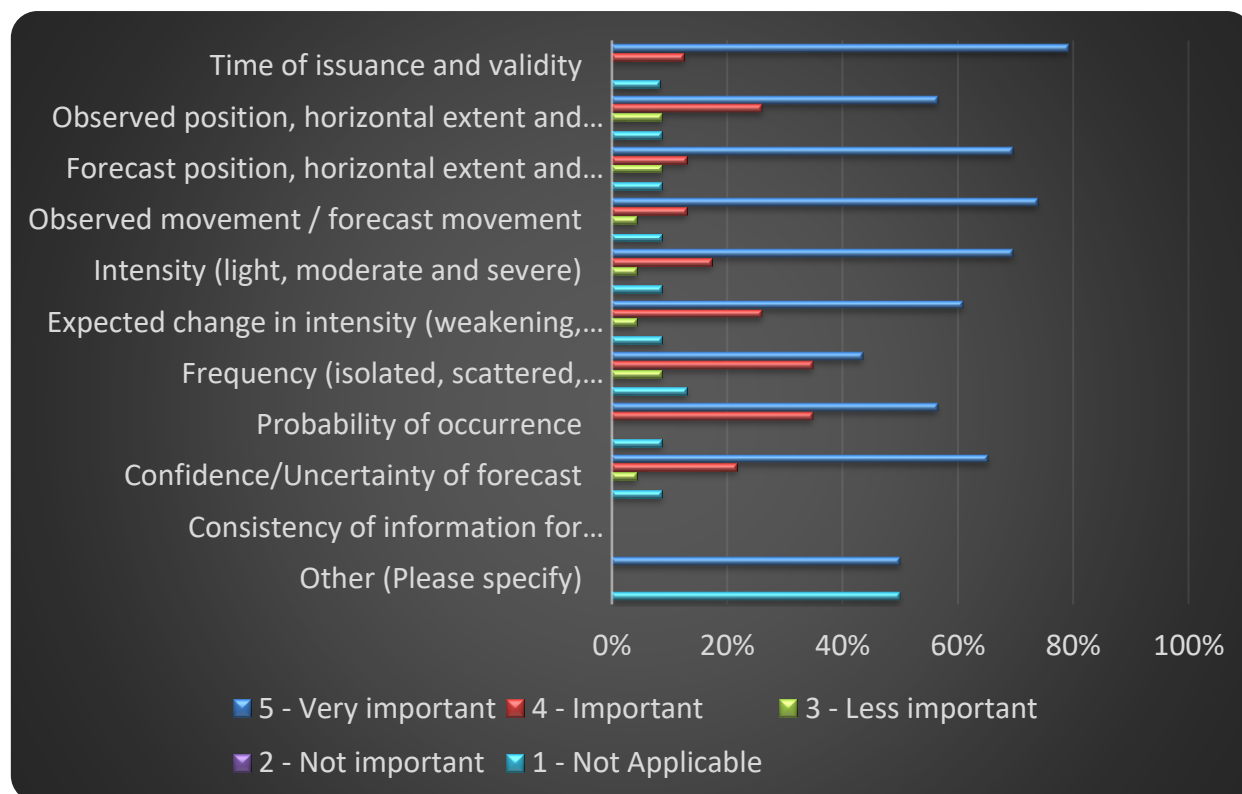 Time of issuance and validity
Observed position, horizontal extent and...
Forecast position, horizontal extent and...
Observed movement / forecast movement
Intensity (light, moderate and severe)
Expected change in intensity (weakening,...
Frequency (isolated, scattered,...
Probability of occurrence
Confidence/Uncertainty of forecast
Consistency of information for...
Other (Please specify)
0% 20% 40% 60% 80% 100%
5 - Very important 4 - Important 3 - Less important
2 - Not important 1 - Not Applicable